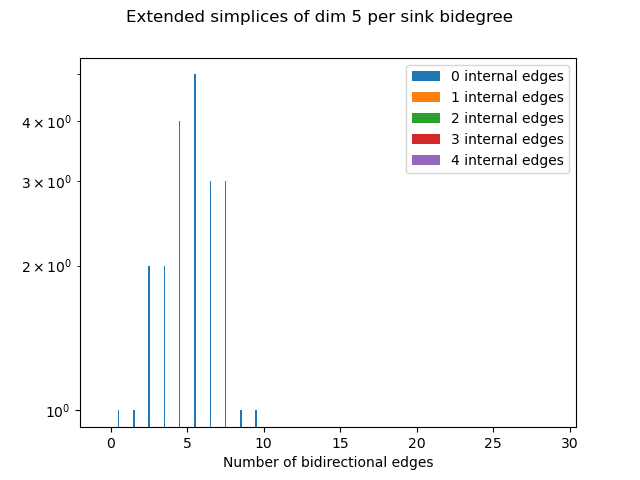 Extended simplices of dim 5 per sink bidegree
0 internal edges
1 internal edges
2 internal edges
3 internal edges
4 internal edges
4 × 10⁰
3 × 10⁰
2 × 10⁰
10⁰
0 5 10 15 20 25 30
Number of bidirectional edges